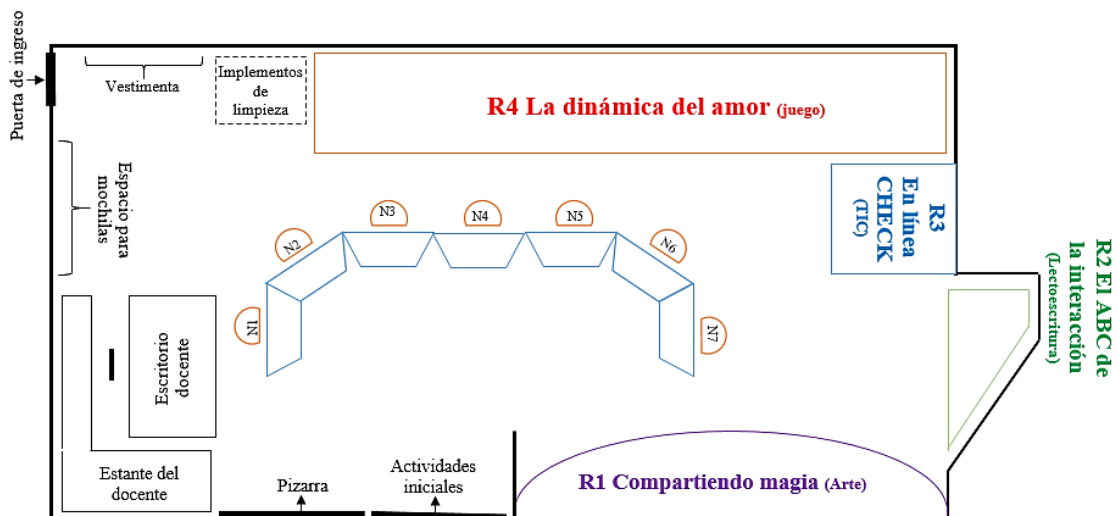 Puerta de ingreso
Vestimenta
Implementos
de
limpieza
R4 La dinámica del amor (juego)
Espacio para
mochilas
N1
N2
N3
N4
N5
N6
N7
R3
En línea
CHECK
(TIC)
R2 El ABC de
la interacción
(Lectoescritura)
Escritorio
docente
Estante del
docente
Pizarra
Actividades
iniciales
R1 Compartiendo magia (Arte)